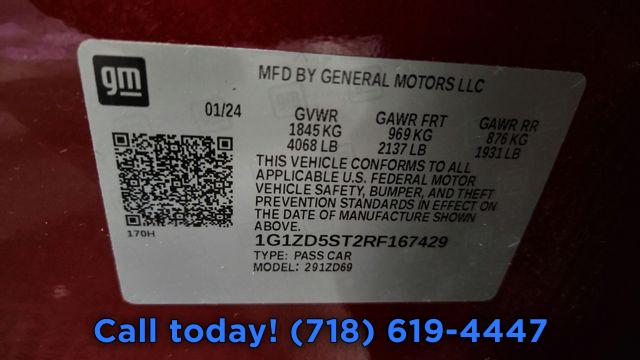 gm
MFD BY GENERAL MOTORS LLC
01/24
GVWR GAWR FRT GAWR RR
1845 KG 969 KG 876 KG
4068 LB 2137 LB 1931 LB
THIS VEHICLE CONFORMS TO ALL
APPLICABLE U.S. FEDERAL MOTOR
VEHICLE SAFETY, BUMPER, AND THEFT
PREVENTION STANDARDS IN EFFECT ON
THE DATE OF MANUFACTURE SHOWN
ABOVE.
170H
1G1ZD5ST2RF167429
TYPE: PASS CAR
MODEL: 291ZD69
Call today! (718) 619-4447